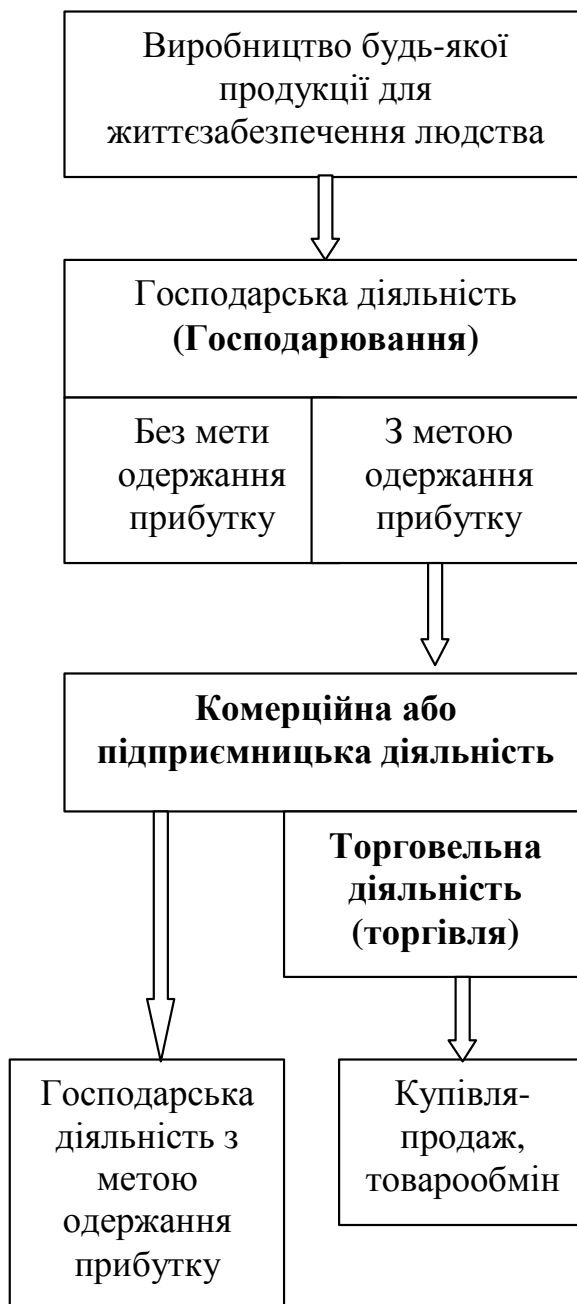 Виробництво будь-якої
продукції для
життєзабезпечення людства
Господарська діяльність
(Господарювання)
Без мети
одержання
прибутку
З метою
одержання
прибутку
Комерційна або
підприємницька діяльність
Торговельна
діяльність
(торгівля)
Господарська
діяльність з
метою
одержання
прибутку
Купівля-
продаж,
товарообмін